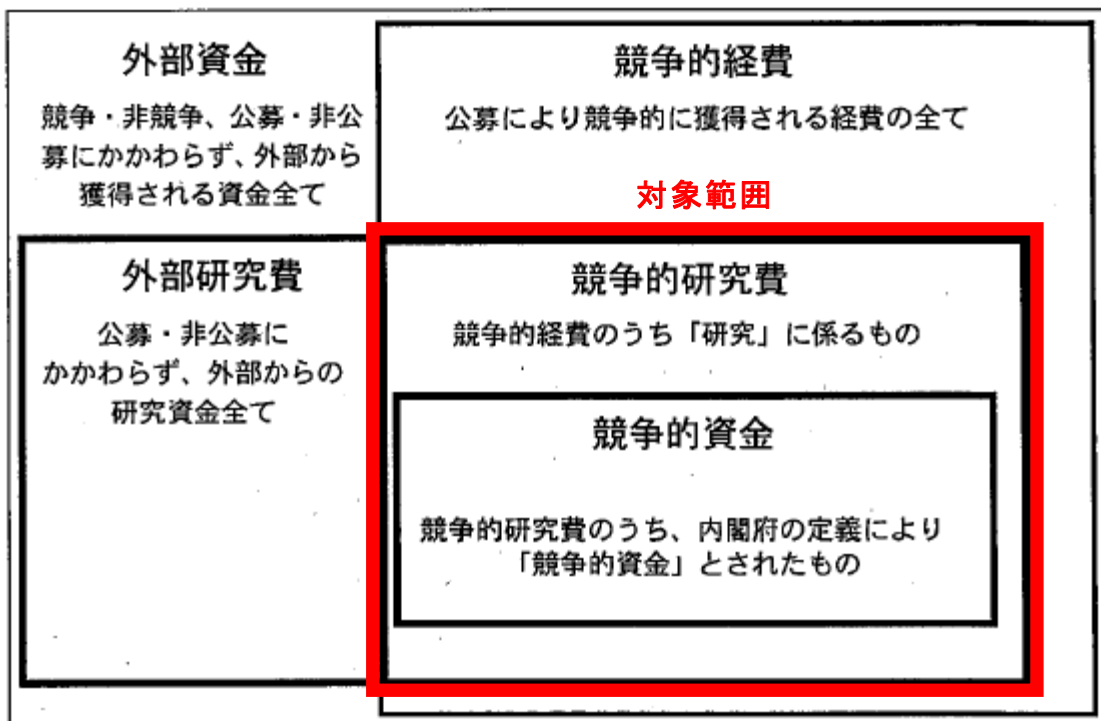 外部資金
競争・非競争、公募・非公
募にかかわらず、外部から
獲得される資金全て
競争的経費
公募により競争的に獲得される経費の全て
対象範囲
外部研究費
公募・非公募に
かかわらず、外部からの
研究資金全て
競争的研究費
競争的経費のうち「研究」に係るもの
競争的資金
競争的研究費のうち、内閣府の定義により
「競争的資金」とされたもの